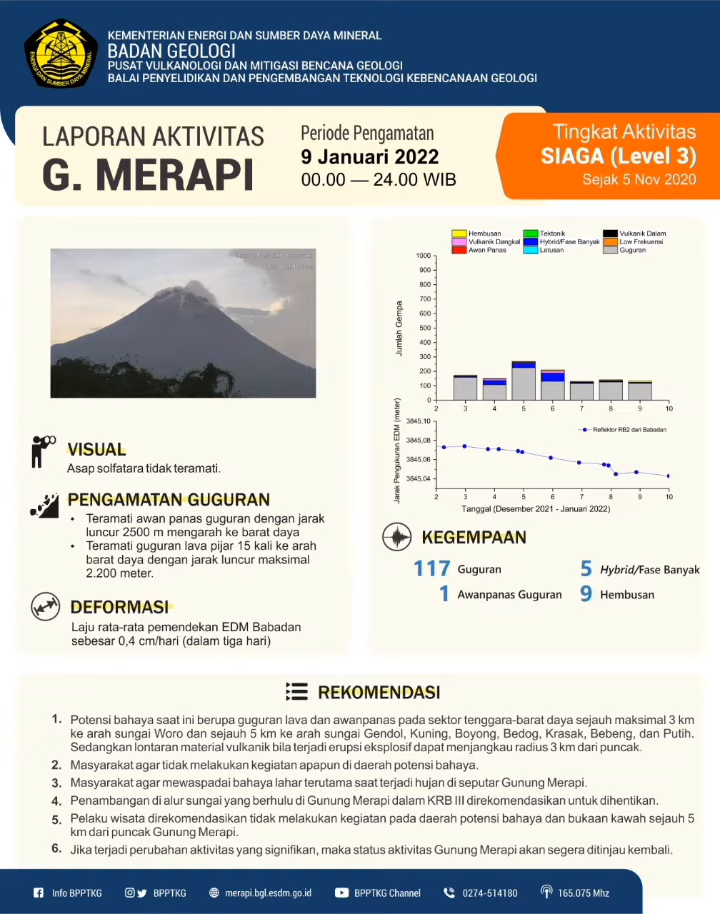 KEMENTERIAN ENERGI DAN SUMBER DAYA MINERAL
BADAN GEOLOGI
PUSAT VULKANOLOGI DAN MITIGASI BENCANA GEOLOGI
BALAI PENYELIDIKAN DAN PENGEMBANGAN TEKNOLOGI KEBENCANAAN GEOLOGI
ENERGI DAN SUMBER DAYA MINERAL
LAPORAN AKTIVITAS
G. MERAPI
Periode Pengamatan
9 Januari 2022
00.00 — 24.00 WIB
Tingkat Aktivitas
SIAGA (Level 3)
Sejak 5 Nov 2020
VISUAL
Asap solfatara tidak teramati.
PENGAMATAN GUGURAN
• Teramati awan panas guguran dengan jarak
luncur 2500 m mengarah ke barat daya
• Teramati guguran lava pijar 15 kali ke arah
barat daya dengan jarak luncur maksimal
2.200 meter.
DEFORMASI
Laju rata-rata pemendekan EDM Babadan
sebesar 0,4 cm/hari (dalam tiga hari)
Hembusan Tektonik Vulkanik Dalam
Vulkanik Dangkal Hybrid/Fase Banyak Low Frekuensi
Awan Panas Letusan Guguran
Jumlah Gempa
1000
900
800
700
600
500
400
300
200
100
0
2 3 4 5 6 7 8 9 10
Jarak Pengukuran EDM (meter)
3845,10
3845,08
3845,06
3845,04
Reflektor RB2 dari Babadan
2 3 4 5 6 7 8 9 10
Tanggal (Desember 2021 - Januari 2022)
KEGEMPAAN
117 Guguran 5 Hybrid/Fase Banyak
1 Awanpanas Guguran 9 Hembusan
REKOMENDASI
1. Potensi bahaya saat ini berupa guguran lava dan awanpanas pada sektor tenggara-barat daya sejauh maksimal 3 km
ke arah sungai Woro dan sejauh 5 km ke arah sungai Gendol, Kuning, Boyong, Bedog, Krasak, Bebeng, dan Putih.
Sedangkan lontaran material vulkanik bila terjadi erupsi eksplosif dapat menjangkau radius 3 km dari puncak.
2. Masyarakat agar tidak melakukan kegiatan apapun di daerah potensi bahaya.
3. Masyarakat agar mewaspadai bahaya lahar terutama saat terjadi hujan di seputar Gunung Merapi.
4. Penambangan di alur sungai yang berhulu di Gunung Merapi dalam KRB III direkomendasikan untuk dihentikan.
5. Pelaku wisata direkomendasikan tidak melakukan kegiatan pada daerah potensi bahaya dan bukaan kawah sejauh 5
km dari puncak Gunung Merapi.
6. Jika terjadi perubahan aktivitas yang signifikan, maka status aktivitas Gunung Merapi akan segera ditinjau kembali.
Info BPPTKG BPPTKG merapi.bgl.esdm.go.id BPPTKG Channel 0274-514180 165.075 Mhz